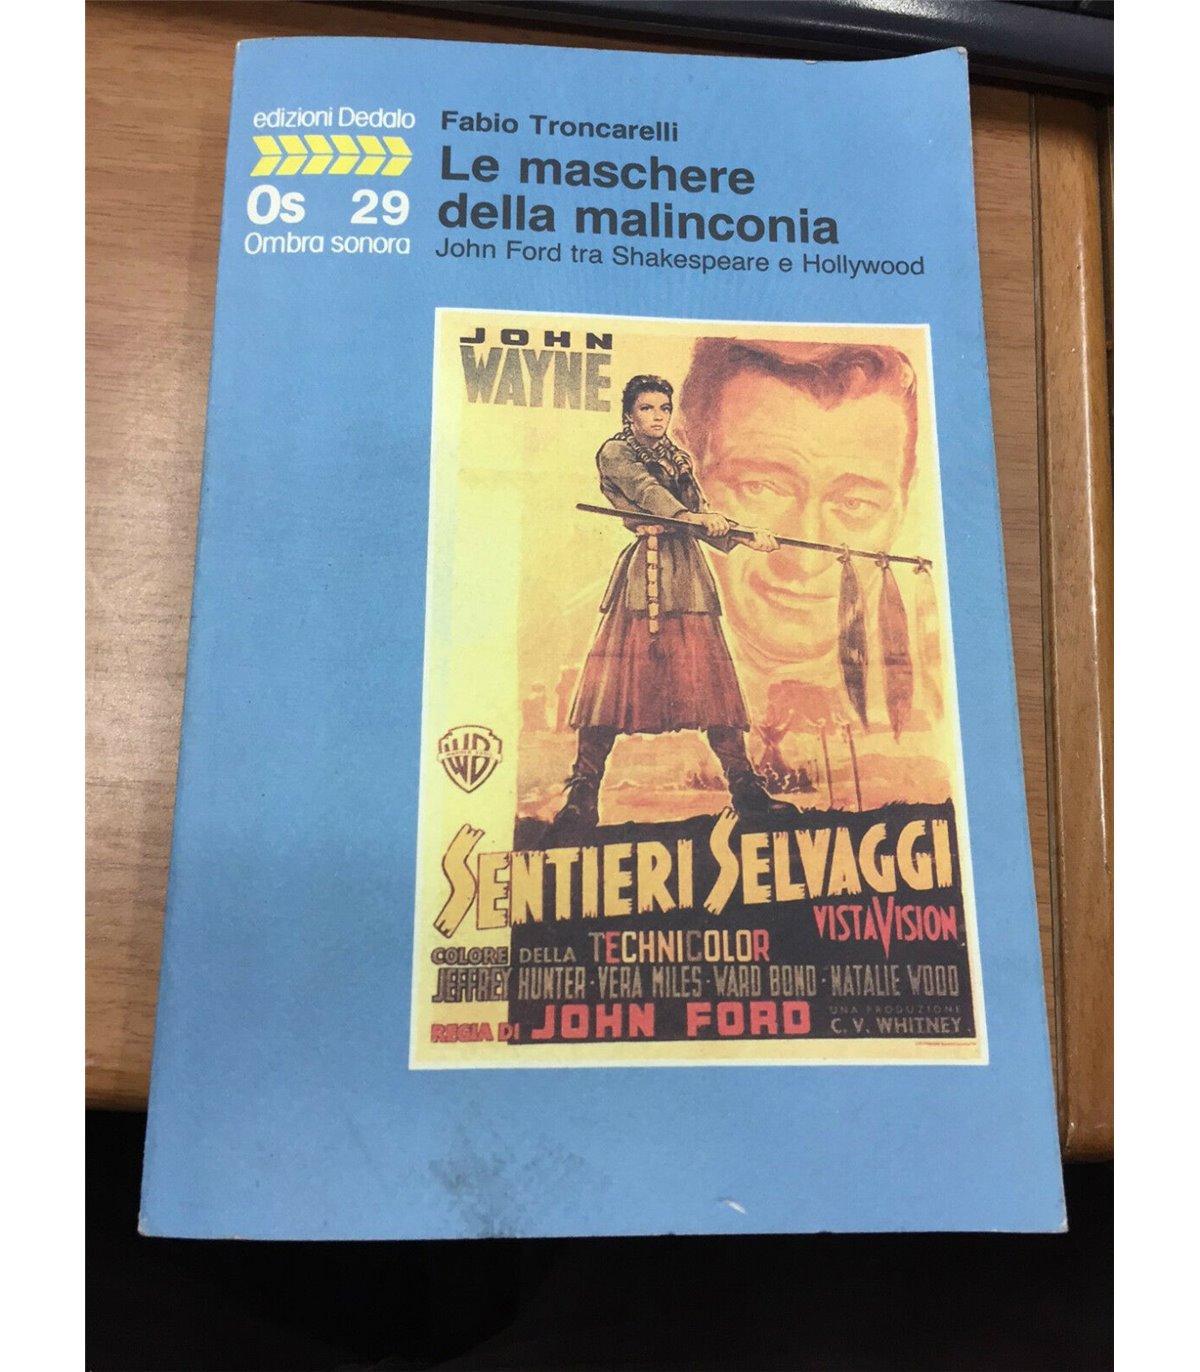 edizioni Dedalo
Os 29
Ombra sonora
Fabio Troncarelli
Le maschere
della malinconia
John Ford tra Shakespeare e Hollywood
JOHN
WAYNE
WB
SENTIERI SELVAGGI
VISTAVISION
COLORE DELLA TECHNICOLOR
JEFFREY HUNTER · VERA MILES · WARD BOND · NATALIE WOOD
REGIA DI JOHN FORD
UNA PRODUZIONE
C. V. WHITNEY